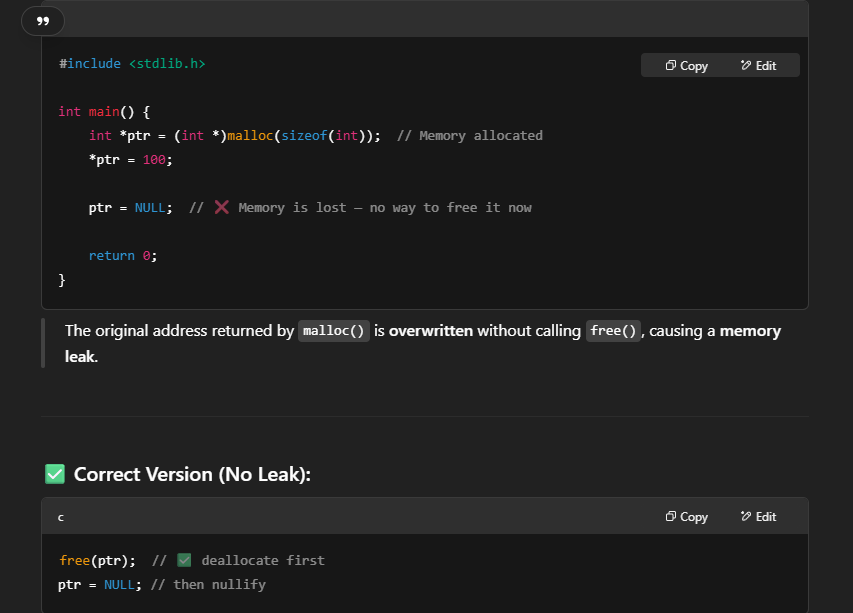 ❞
Copy Edit
#include <stdlib.h>
int main() {
    int *ptr = (int *)malloc(sizeof(int));  // Memory allocated
    *ptr = 100;
    ptr = NULL;  // ❌ Memory is lost — no way to free it now
    return 0;
}
The original address returned by malloc() is overwritten without calling free(), causing a memory
leak.
✅ Correct Version (No Leak):
c Copy Edit
free(ptr);  // ✅ deallocate first
ptr = NULL; // then nullify